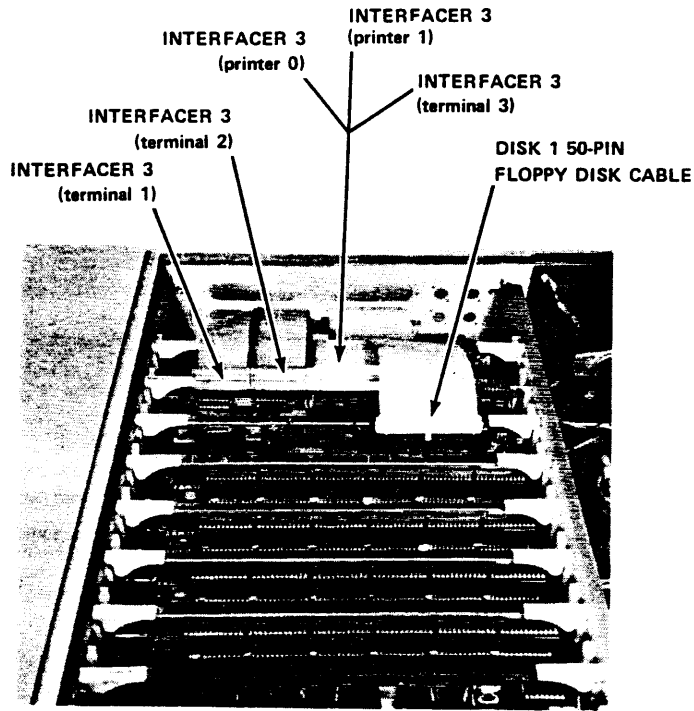 INTERFACER 3
(printer 1)
INTERFACER 3
(printer 0)
INTERFACER 3
(terminal 3)
INTERFACER 3
(terminal 2)
DISK 1 50-PIN
FLOPPY DISK CABLE
INTERFACER 3
(terminal 1)